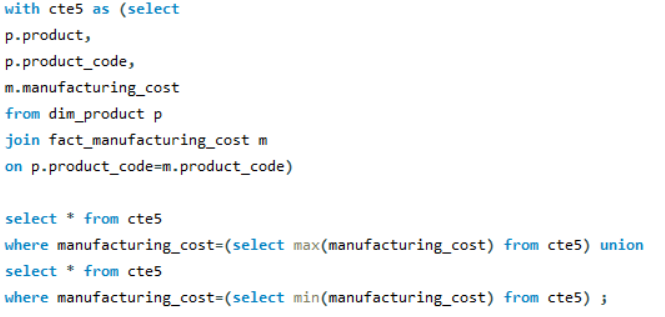 with cte5 as (select
p.product,
p.product_code,
m.manufacturing_cost
from dim_product p
join fact_manufacturing_cost m
on p.product_code=m.product_code)
select * from cte5
where manufacturing_cost=(select max(manufacturing_cost) from cte5) union
select * from cte5
where manufacturing_cost=(select min(manufacturing_cost) from cte5) ;